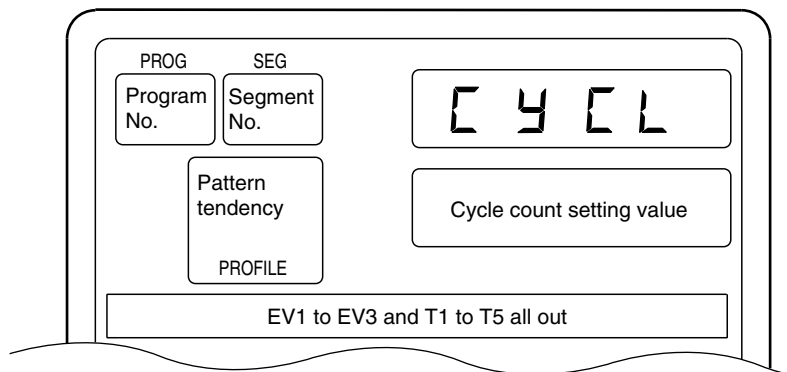 PROG SEG
Program No.
Segment No.
CYCL
Pattern tendency
PROFILE
Cycle count setting value
EV1 to EV3 and T1 to T5 all out